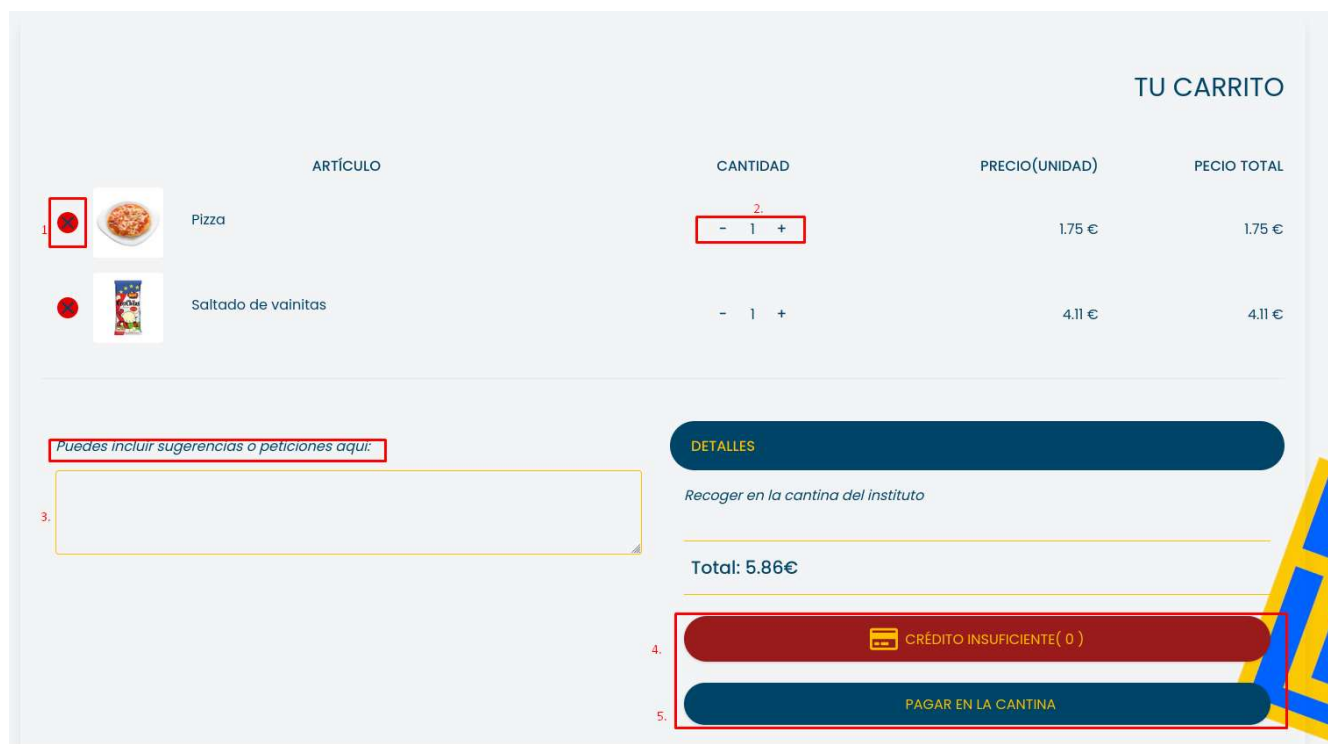 TU CARRITO
ARTÍCULO CANTIDAD PRECIO(UNIDAD) PECIO TOTAL
2.
1 Pizza - 1 + 1.75 € 1.75 €
Saltado de vainitas - 1 + 4.11 € 4.11 €
Puedes incluir sugerencias o peticiones aqui:
DETALLES
Recoger en la cantina del instituto
3.
Total: 5.86€
4. CRÉDITO INSUFICIENTE( 0 )
5. PAGAR EN LA CANTINA